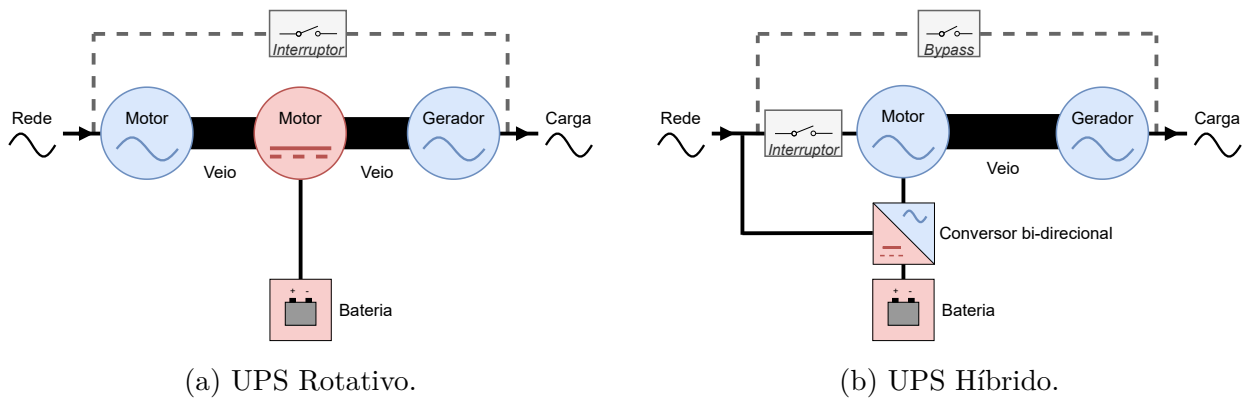 Interruptor
Rede
Motor
Motor
Gerador
Carga
Veio
Veio
+ -
Bateria
(a) UPS Rotativo.
Bypass
Rede
Interruptor
Motor
Gerador
Carga
Veio
Conversor bi-direcional
+ -
Bateria
(b) UPS Híbrido.